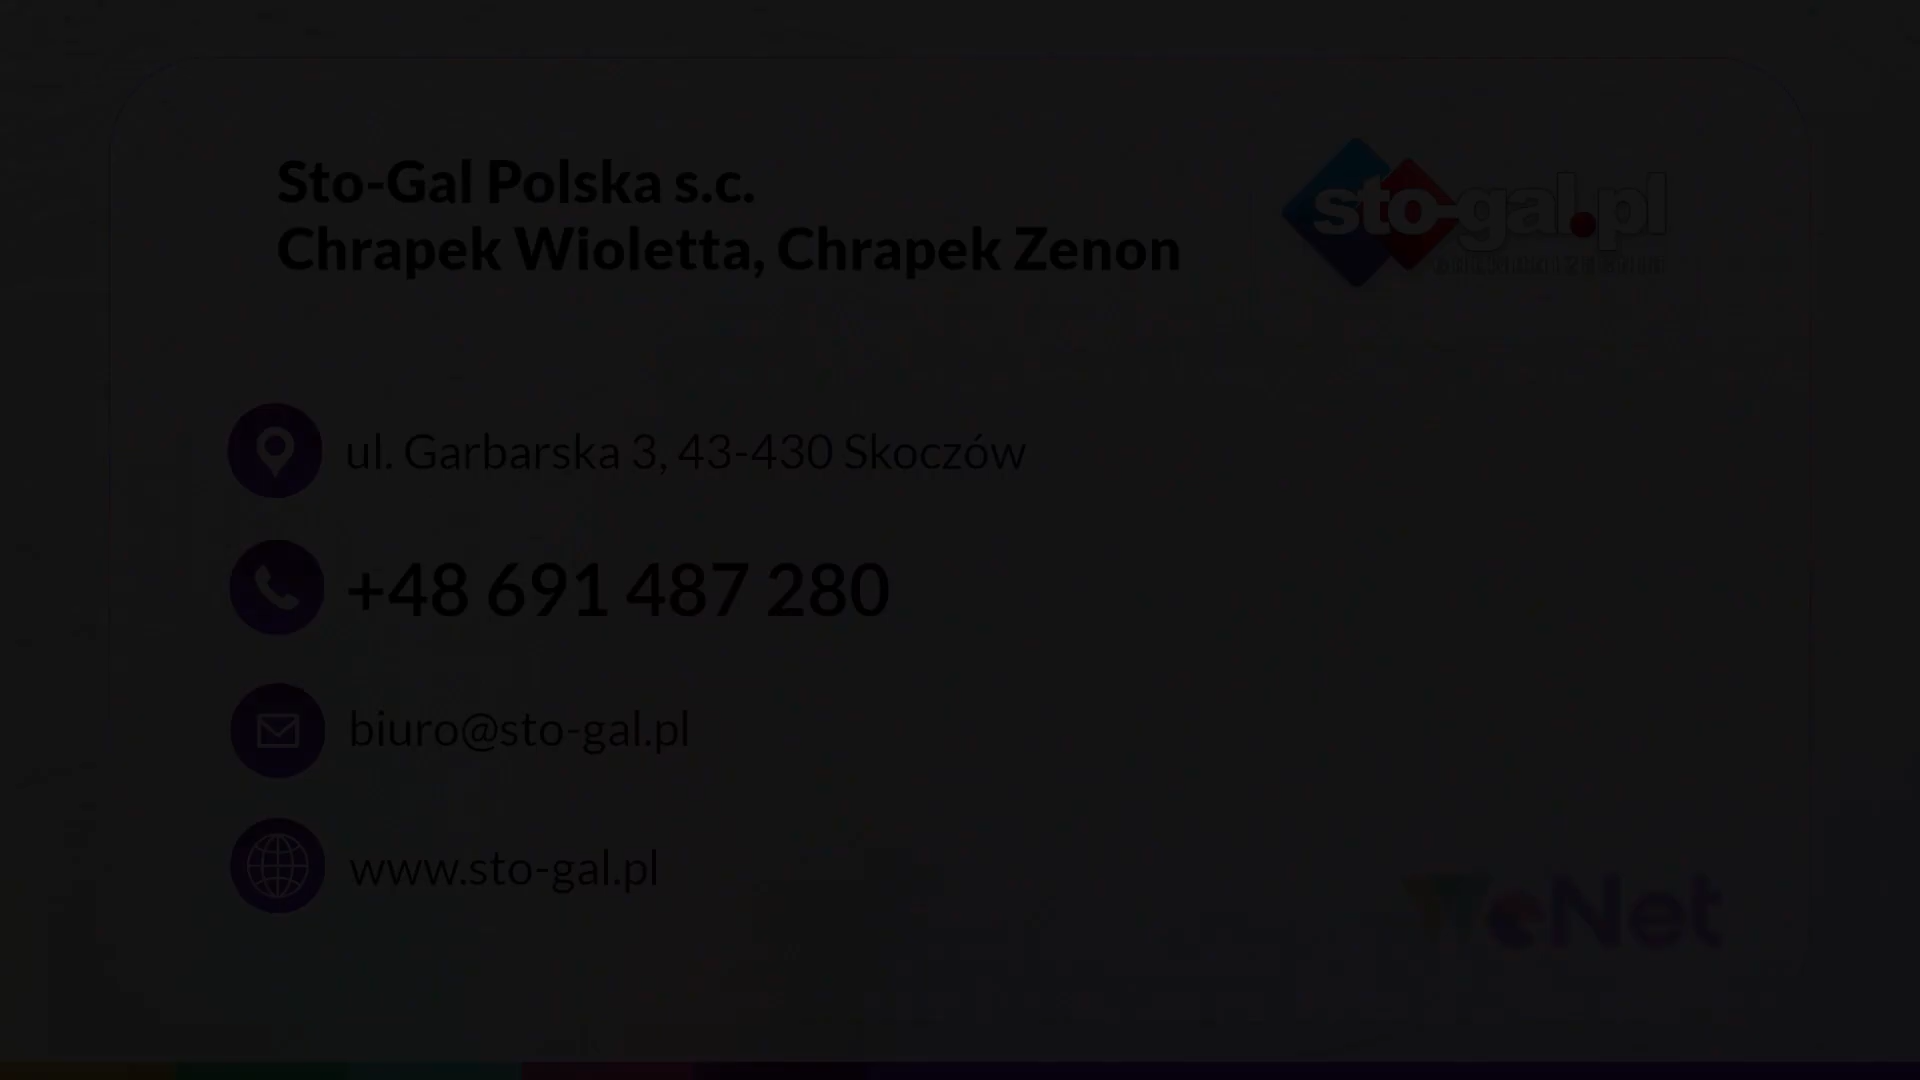 Sto-Gal Polska s.c.
Chrapek Wioletta, Chrapek Zenon
sto-gal.pl
ul. Garbarska 3, 43-430 Skoczów
+48 691 487 280
biuro@sto-gal.pl
www.sto-gal.pl
WeNet